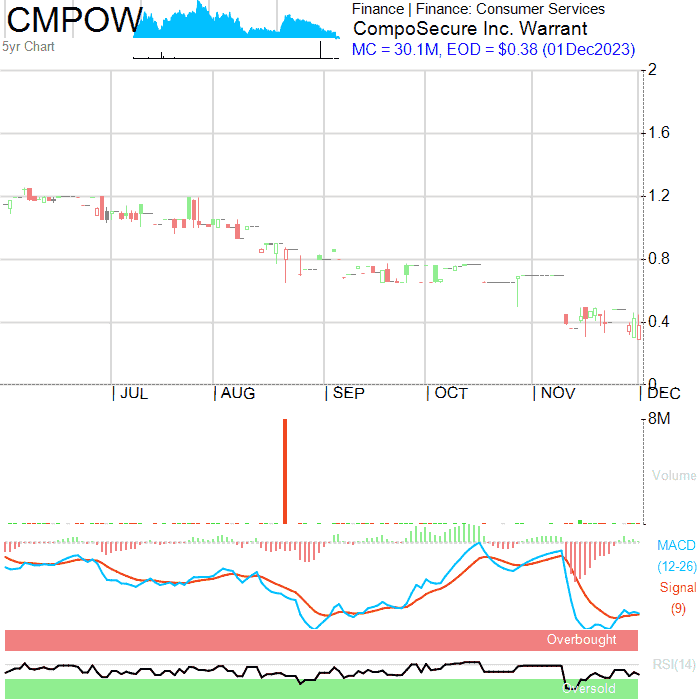 CMPOW
5yr Chart
Finance | Finance: Consumer Services
CompoSecure Inc. Warrant
MC = 30.1M, EOD = $0.38 (01Dec2023)
2
1.6
1.2
0.8
0.4
0
JUL
AUG
SEP
OCT
NOV
DEC
8M
Volume
MACD
(12-26)
Signal
(9)
Overbought
RSI(14)
Oversold